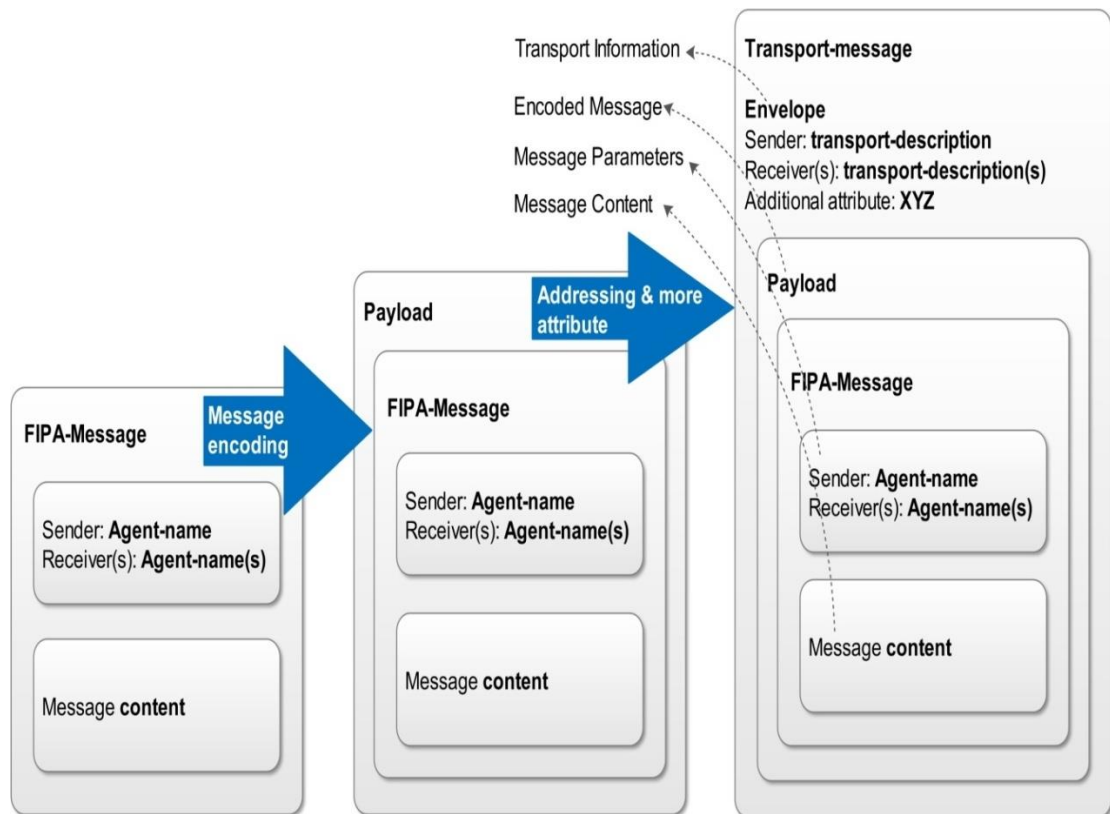 Transport Information
Encoded Message
Message Parameters
Message Content
FIPA-Message
Sender: Agent-name
Receiver(s): Agent-name(s)
Message content
Message
encoding
Payload
FIPA-Message
Sender: Agent-name
Receiver(s): Agent-name(s)
Message content
Addressing & more
attribute
Transport-message
Envelope
Sender: transport-description
Receiver(s): transport-description(s)
Additional attribute: XYZ
Payload
FIPA-Message
Sender: Agent-name
Receiver(s): Agent-name(s)
Message content